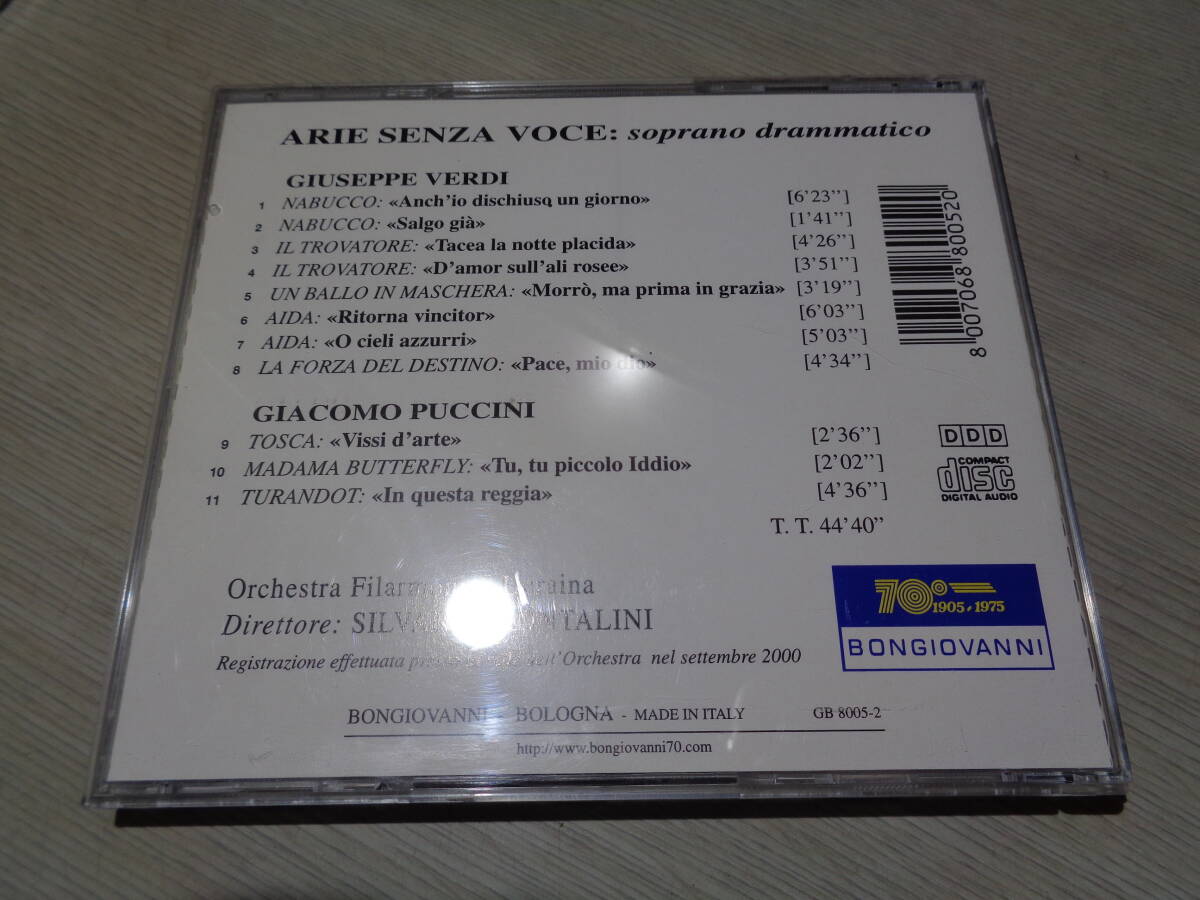 ARIE SENZA VOCE: soprano drammatico
GIUSEPPE VERDI
1 NABUCCO: «Anch'io dischiuso un giorno» [6'23”]
2 NABUCCO: «Salgo già» [1'41”]
3 IL TROVATORE: «Tacea la notte placida» [4'26”]
4 IL TROVATORE: «D'amor sull'ali rosee» [3'51”]
5 UN BALLO IN MASCHERA: «Morrò, ma prima in grazia» [3'19”]
6 AIDA: «Ritorna vincitor» [6'03”]
7 AIDA: «O cieli azzurri» [5'03”]
8 LA FORZA DEL DESTINO: «Pace, mio dio» [4'34”]
GIACOMO PUCCINI
9 TOSCA: «Vissi d'arte» [2'36”]
10 MADAMA BUTTERFLY: «Tu, tu piccolo Iddio» [2'02”]
11 TURANDOT: «In questa reggia» [4'36”]
T. T. 44'40”
8 007068 800520
DDD
COMPACT
disc
DIGITAL AUDIO
Orchestra
Direttore:
Registrazione effettuata dell'Orchestra nel settembre 2000
70° 1905-1975
BONGIOVANNI
BONGIOVANNI - BOLOGNA - MADE IN ITALY GB 8005-2
http://www.bongiovanni70.com